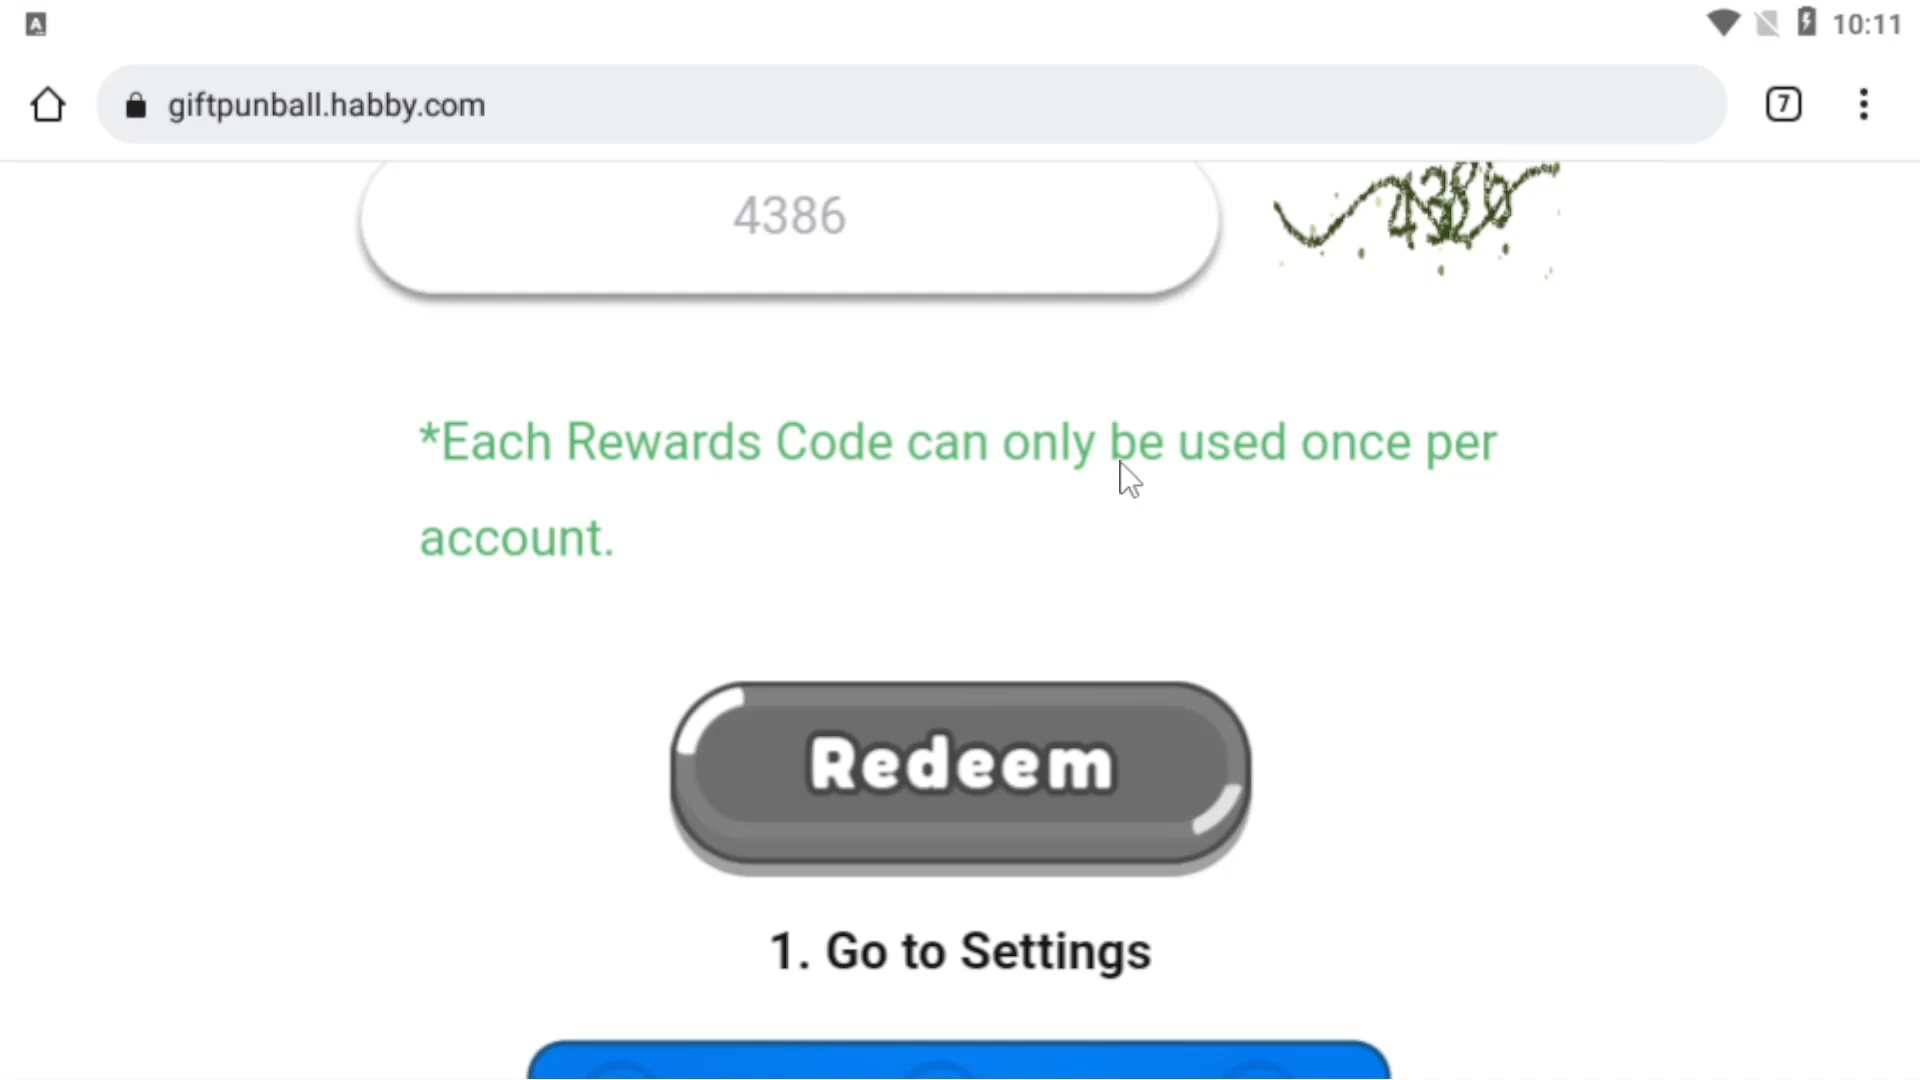 10:11
giftpunball.habby.com
7
4386
*Each Rewards Code can only be used once per
account.
Redeem
1. Go to Settings